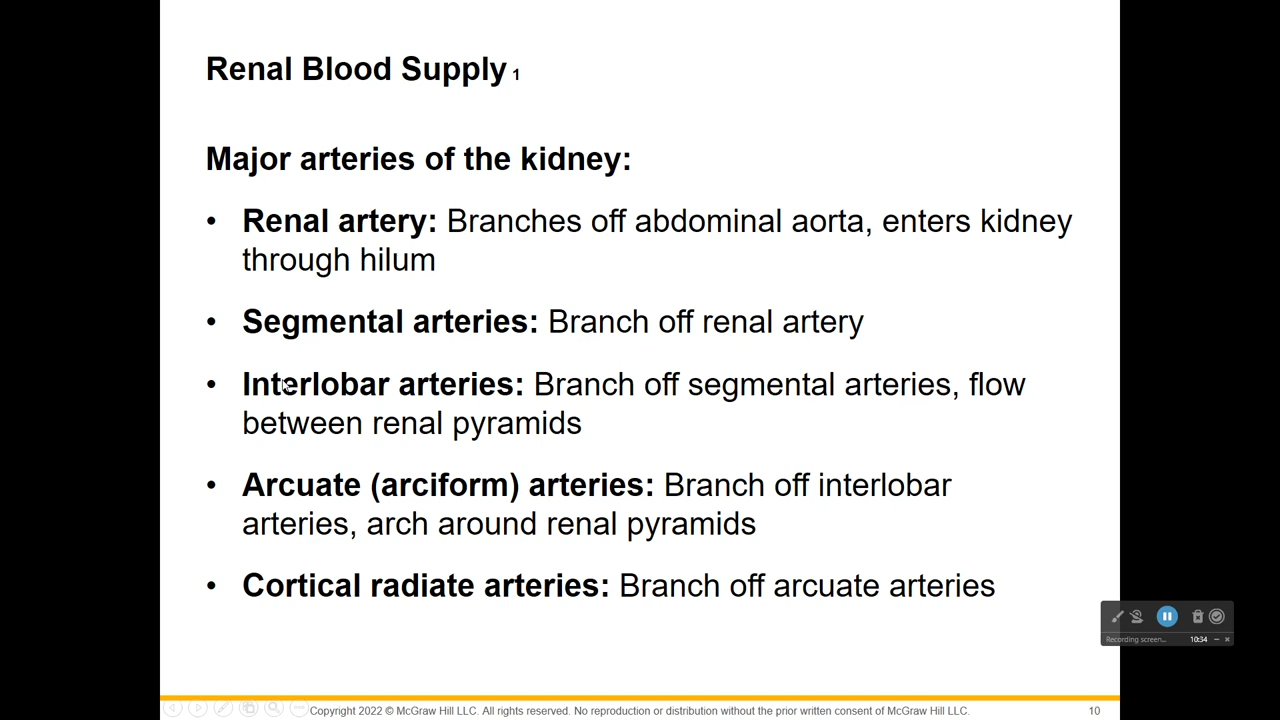 Renal Blood Supply 1
Major arteries of the kidney:
• Renal artery: Branches off abdominal aorta, enters kidney
through hilum
• Segmental arteries: Branch off renal artery
• Interlobar arteries: Branch off segmental arteries, flow
between renal pyramids
• Arcuate (arciform) arteries: Branch off interlobar
arteries, arch around renal pyramids
• Cortical radiate arteries: Branch off arcuate arteries
Recording screen... 10:34
Copyright 2022 © McGraw Hill LLC. All rights reserved. No reproduction or distribution without the prior written consent of McGraw Hill LLC. 10